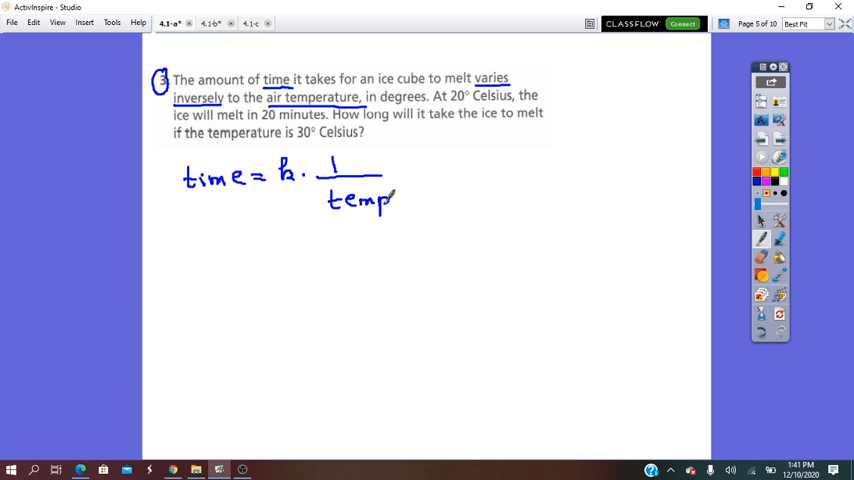 ActivInspire - Studio
File Edit View Insert Tools Help
4.1-a* 4.1-b* 4.1-c
CLASSFLOW Connect
Page 5 of 10
Best Fit
3. The amount of time it takes for an ice cube to melt varies
inversely to the air temperature, in degrees. At 20° Celsius, the
ice will melt in 20 minutes. How long will it take the ice to melt
if the temperature is 30° Celsius?
time = k · 1
temp
1:41 PM
12/10/2020